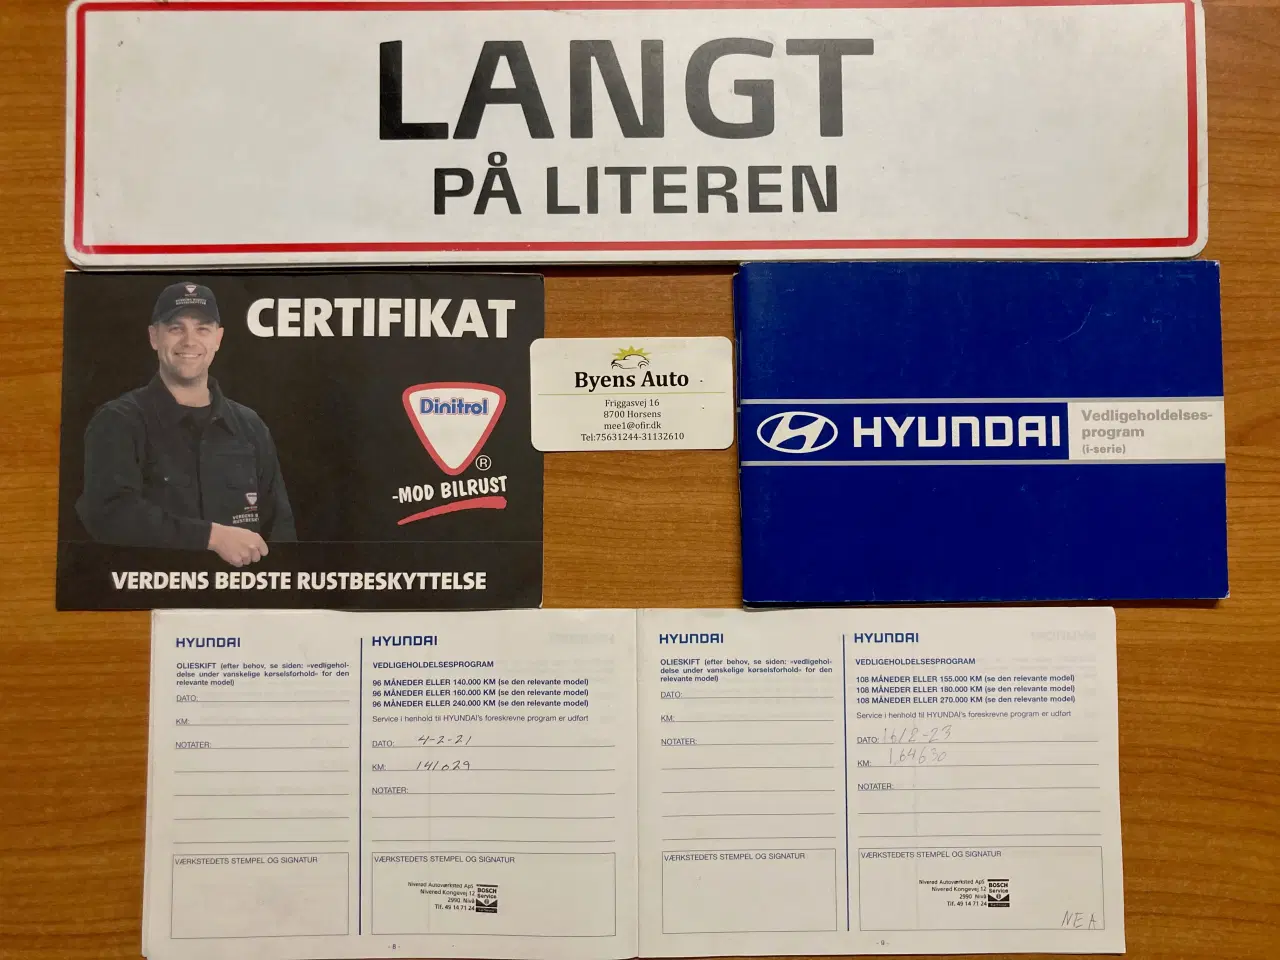 LANGT
PÅ LITEREN
CERTIFIKAT
Dinitrol
®
-MOD BILRUST
VERDENS BEDSTE RUSTBESKYTTELSE
Byens Auto
Friggasvej 16
8700 Horsens
mee1@ofir.dk
Tel:75631244-31132610
HYUNDAI
Vedligeholdelses-
program
(i-serie)
HYUNDAI
OLIESKIFT (efter behov, se siden: »vedligehol-
delse under vanskelige kørselsforhold« for den
relevante model)
DATO:
KM:
NOTATER:
VÆRKSTEDETS STEMPEL OG SIGNATUR
HYUNDAI
VEDLIGEHOLDELSESPROGRAM
96 MÅNEDER ELLER 140.000 KM (se den relevante model)
96 MÅNEDER ELLER 160.000 KM (se den relevante model)
96 MÅNEDER ELLER 240.000 KM (se den relevante model)
Service i henhold til HYUNDAI's foreskrevne program er udført
DATO: 4-2-21
KM: 141029
NOTATER:
VÆRKSTEDETS STEMPEL OG SIGNATUR
Niverød Autoværksted ApS
Niverød Kongevej 12
2990 Nivå
Tlf. 49 14 71 24
BOSCH
Service
- 8 -
HYUNDAI
OLIESKIFT (efter behov, se siden: »vedligehol-
delse under vanskelige kørselsforhold« for den
relevante model)
DATO:
KM:
NOTATER:
VÆRKSTEDETS STEMPEL OG SIGNATUR
HYUNDAI
VEDLIGEHOLDELSESPROGRAM
108 MÅNEDER ELLER 155.000 KM (se den relevante model)
108 MÅNEDER ELLER 180.000 KM (se den relevante model)
108 MÅNEDER ELLER 270.000 KM (se den relevante model)
Service i henhold til HYUNDAI's foreskrevne program er udført
DATO: 16/2-23
KM: 164630
NOTATER:
VÆRKSTEDETS STEMPEL OG SIGNATUR
Niverød Autoværksted ApS
Niverød Kongevej 12
2990 Nivå
Tlf. 49 14 71 24
BOSCH
Service
NEA
- 9 -